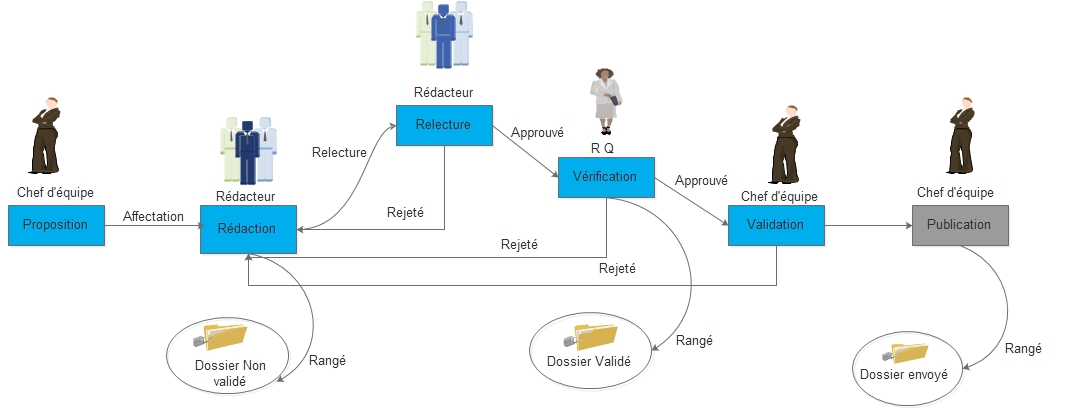 Rédacteur
Relecture
Approuvé
Relecture
R Q
Vérification
Approuvé
Chef d'équipe
Proposition
Affectation
Rédacteur
Rédaction
Rejeté
Chef d'équipe
Validation
Chef d'équipe
Publication
Rejeté
Rejeté
Dossier Non
validé
Rangé
Dossier Validé
Rangé
Dossier envoyé
Rangé